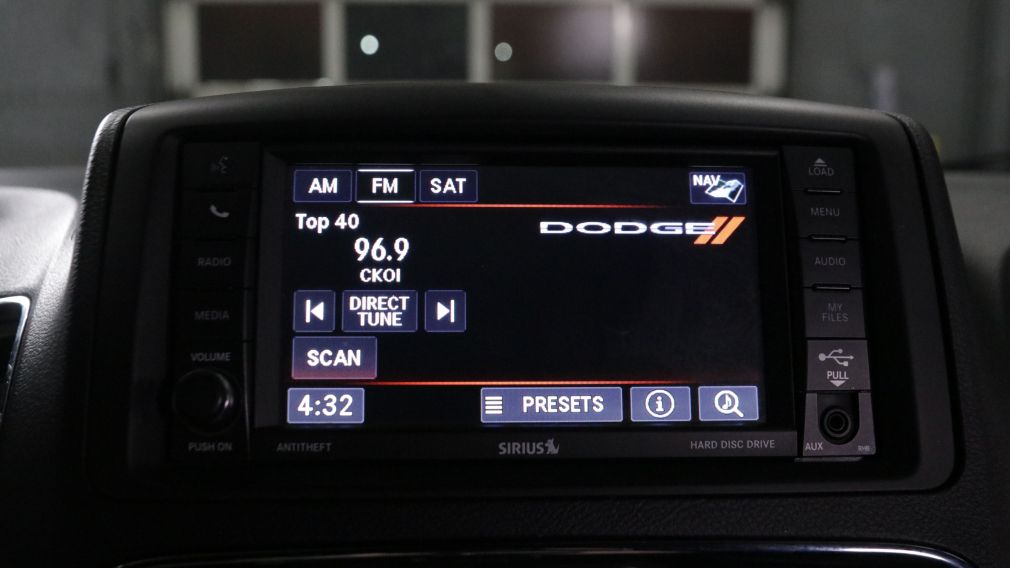 LOAD
MENU
AUDIO
MY FILES
PULL
AUX
RHB
RADIO
MEDIA
VOLUME
PUSH ON
AM FM SAT NAV
Top 40
96.9
CKOI
DODGE
DIRECT TUNE
SCAN
4:32 PRESETS
ANTITHEFT SIRIUS HARD DISC DRIVE